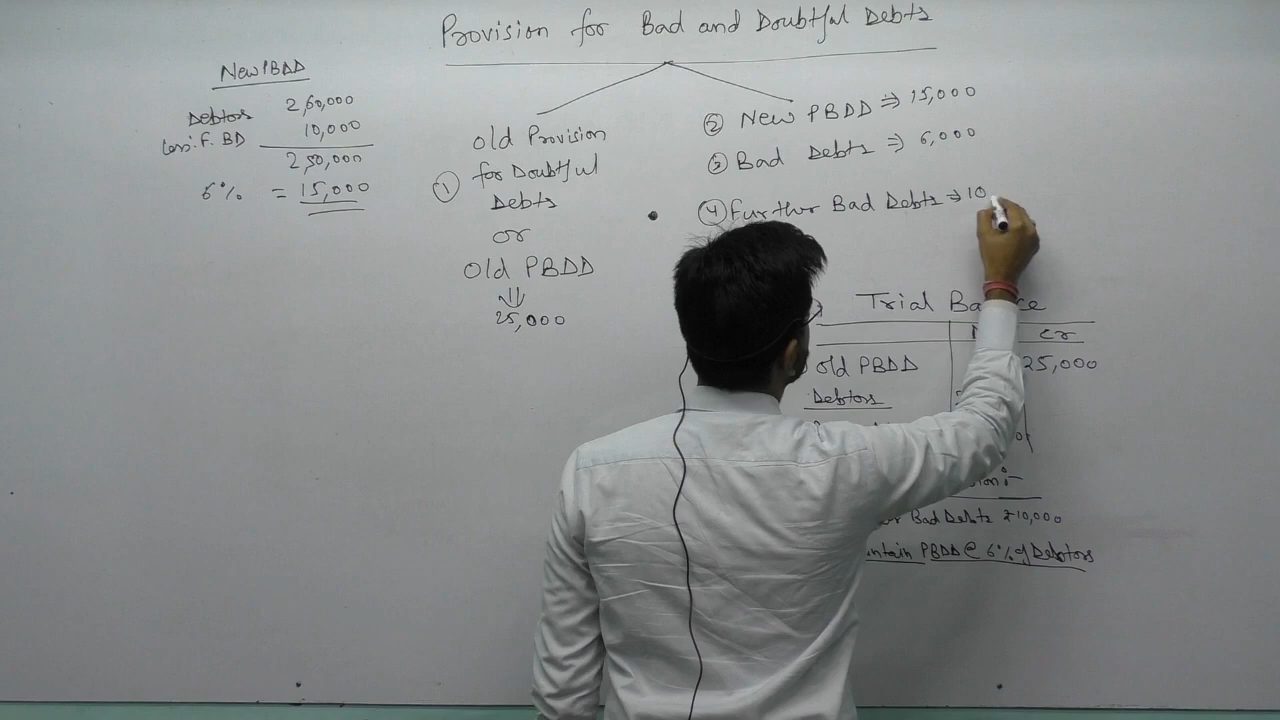 Provision for Bad and Doubtful Debts
New PBDD
Debtors 2,60,000
Less: F. BD 10,000
2,50,000
6% = 15,000
① Old Provision
for Doubtful
Debts
or
Old PBDD
⇓
25,000
② New PBDD ⇒ 15,000
③ Bad Debts ⇒ 6,000
④ Further Bad Debts ⇒ 10
Trial Ba ce
Cr
Old PBDD 25,000
Debtors
Bad Debts ₹10,000
PBDD @ 6% of Debtors